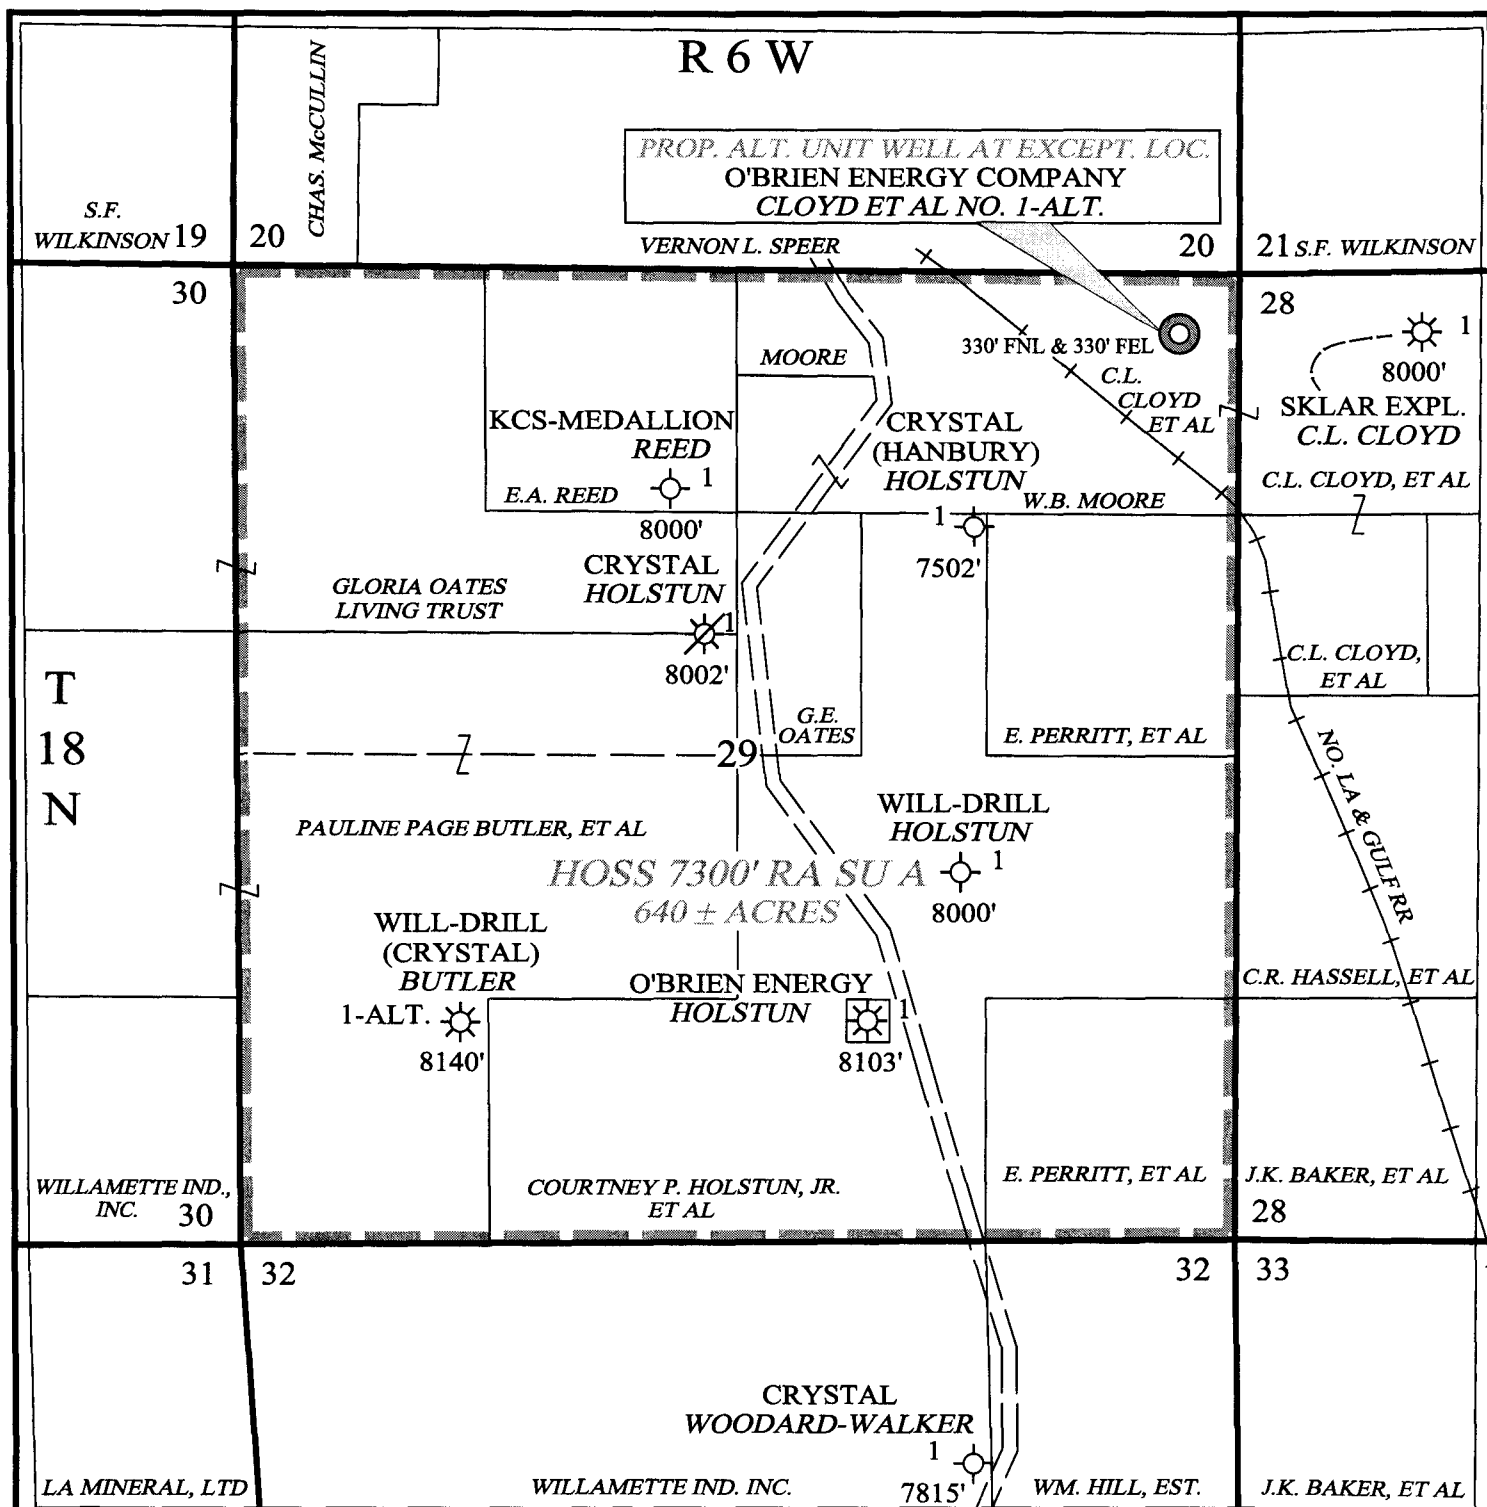 R 6 W
CHAS. McCULLIN
PROP. ALT. UNIT WELL AT EXCEPT. LOC.
O'BRIEN ENERGY COMPANY
CLOYD ET AL NO. 1-ALT.
S.F.
WILKINSON 19
20
VERNON L. SPEER
20
21 S.F. WILKINSON
30
28
1
8000'
SKLAR EXPL.
C.L. CLOYD
330' FNL & 330' FEL
MOORE
C.L.
CLOYD
ET AL
KCS-MEDALLION
REED
1
8000'
E.A. REED
CRYSTAL
(HANBURY)
HOLSTUN
1
7502'
W.B. MOORE
C.L. CLOYD, ET AL
CRYSTAL
HOLSTUN
1
8002'
GLORIA OATES
LIVING TRUST
T
18
N
G.E.
OATES
E. PERRITT, ET AL
C.L. CLOYD,
ET AL
29
NO. LA & GULF RR
PAULINE PAGE BUTLER, ET AL
WILL-DRILL
HOLSTUN
1
8000'
HOSS 7300' RA SU A
640 ± ACRES
WILL-DRILL
(CRYSTAL)
BUTLER
1-ALT.
8140'
O'BRIEN ENERGY
HOLSTUN
1
8103'
C.R. HASSELL, ET AL
WILLAMETTE IND.,
INC.
30
COURTNEY P. HOLSTUN, JR.
ET AL
E. PERRITT, ET AL
J.K. BAKER, ET AL
28
31
32
32
33
CRYSTAL
WOODARD-WALKER
1
7815'
LA MINERAL, LTD
WILLAMETTE IND. INC.
WM. HILL, EST.
J.K. BAKER, ET AL